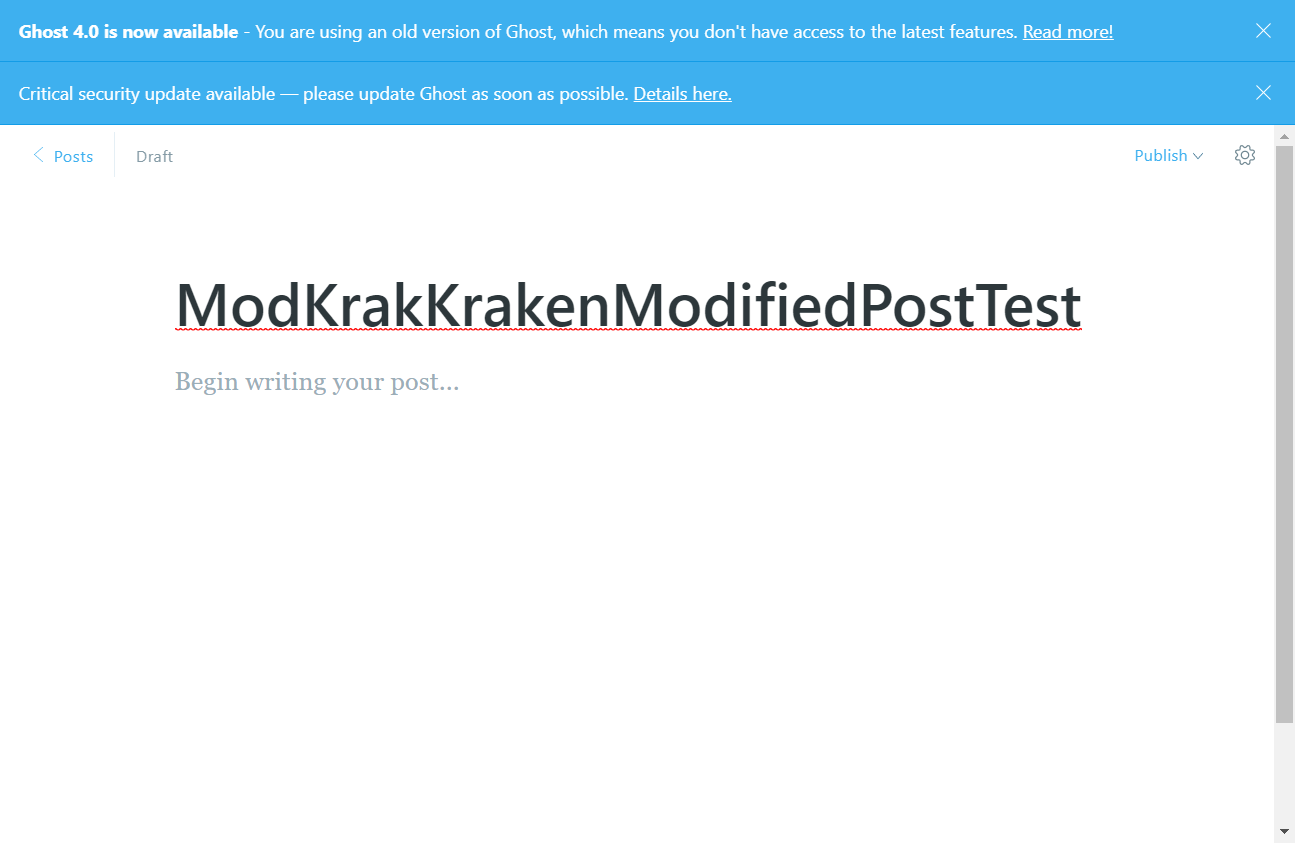 Ghost 4.0 is now available - You are using an old version of Ghost, which means you don't have access to the latest features. Read more!
Critical security update available — please update Ghost as soon as possible. Details here.
Posts
Draft
Publish
ModKrakKrakenModifiedPostTest
Begin writing your post...